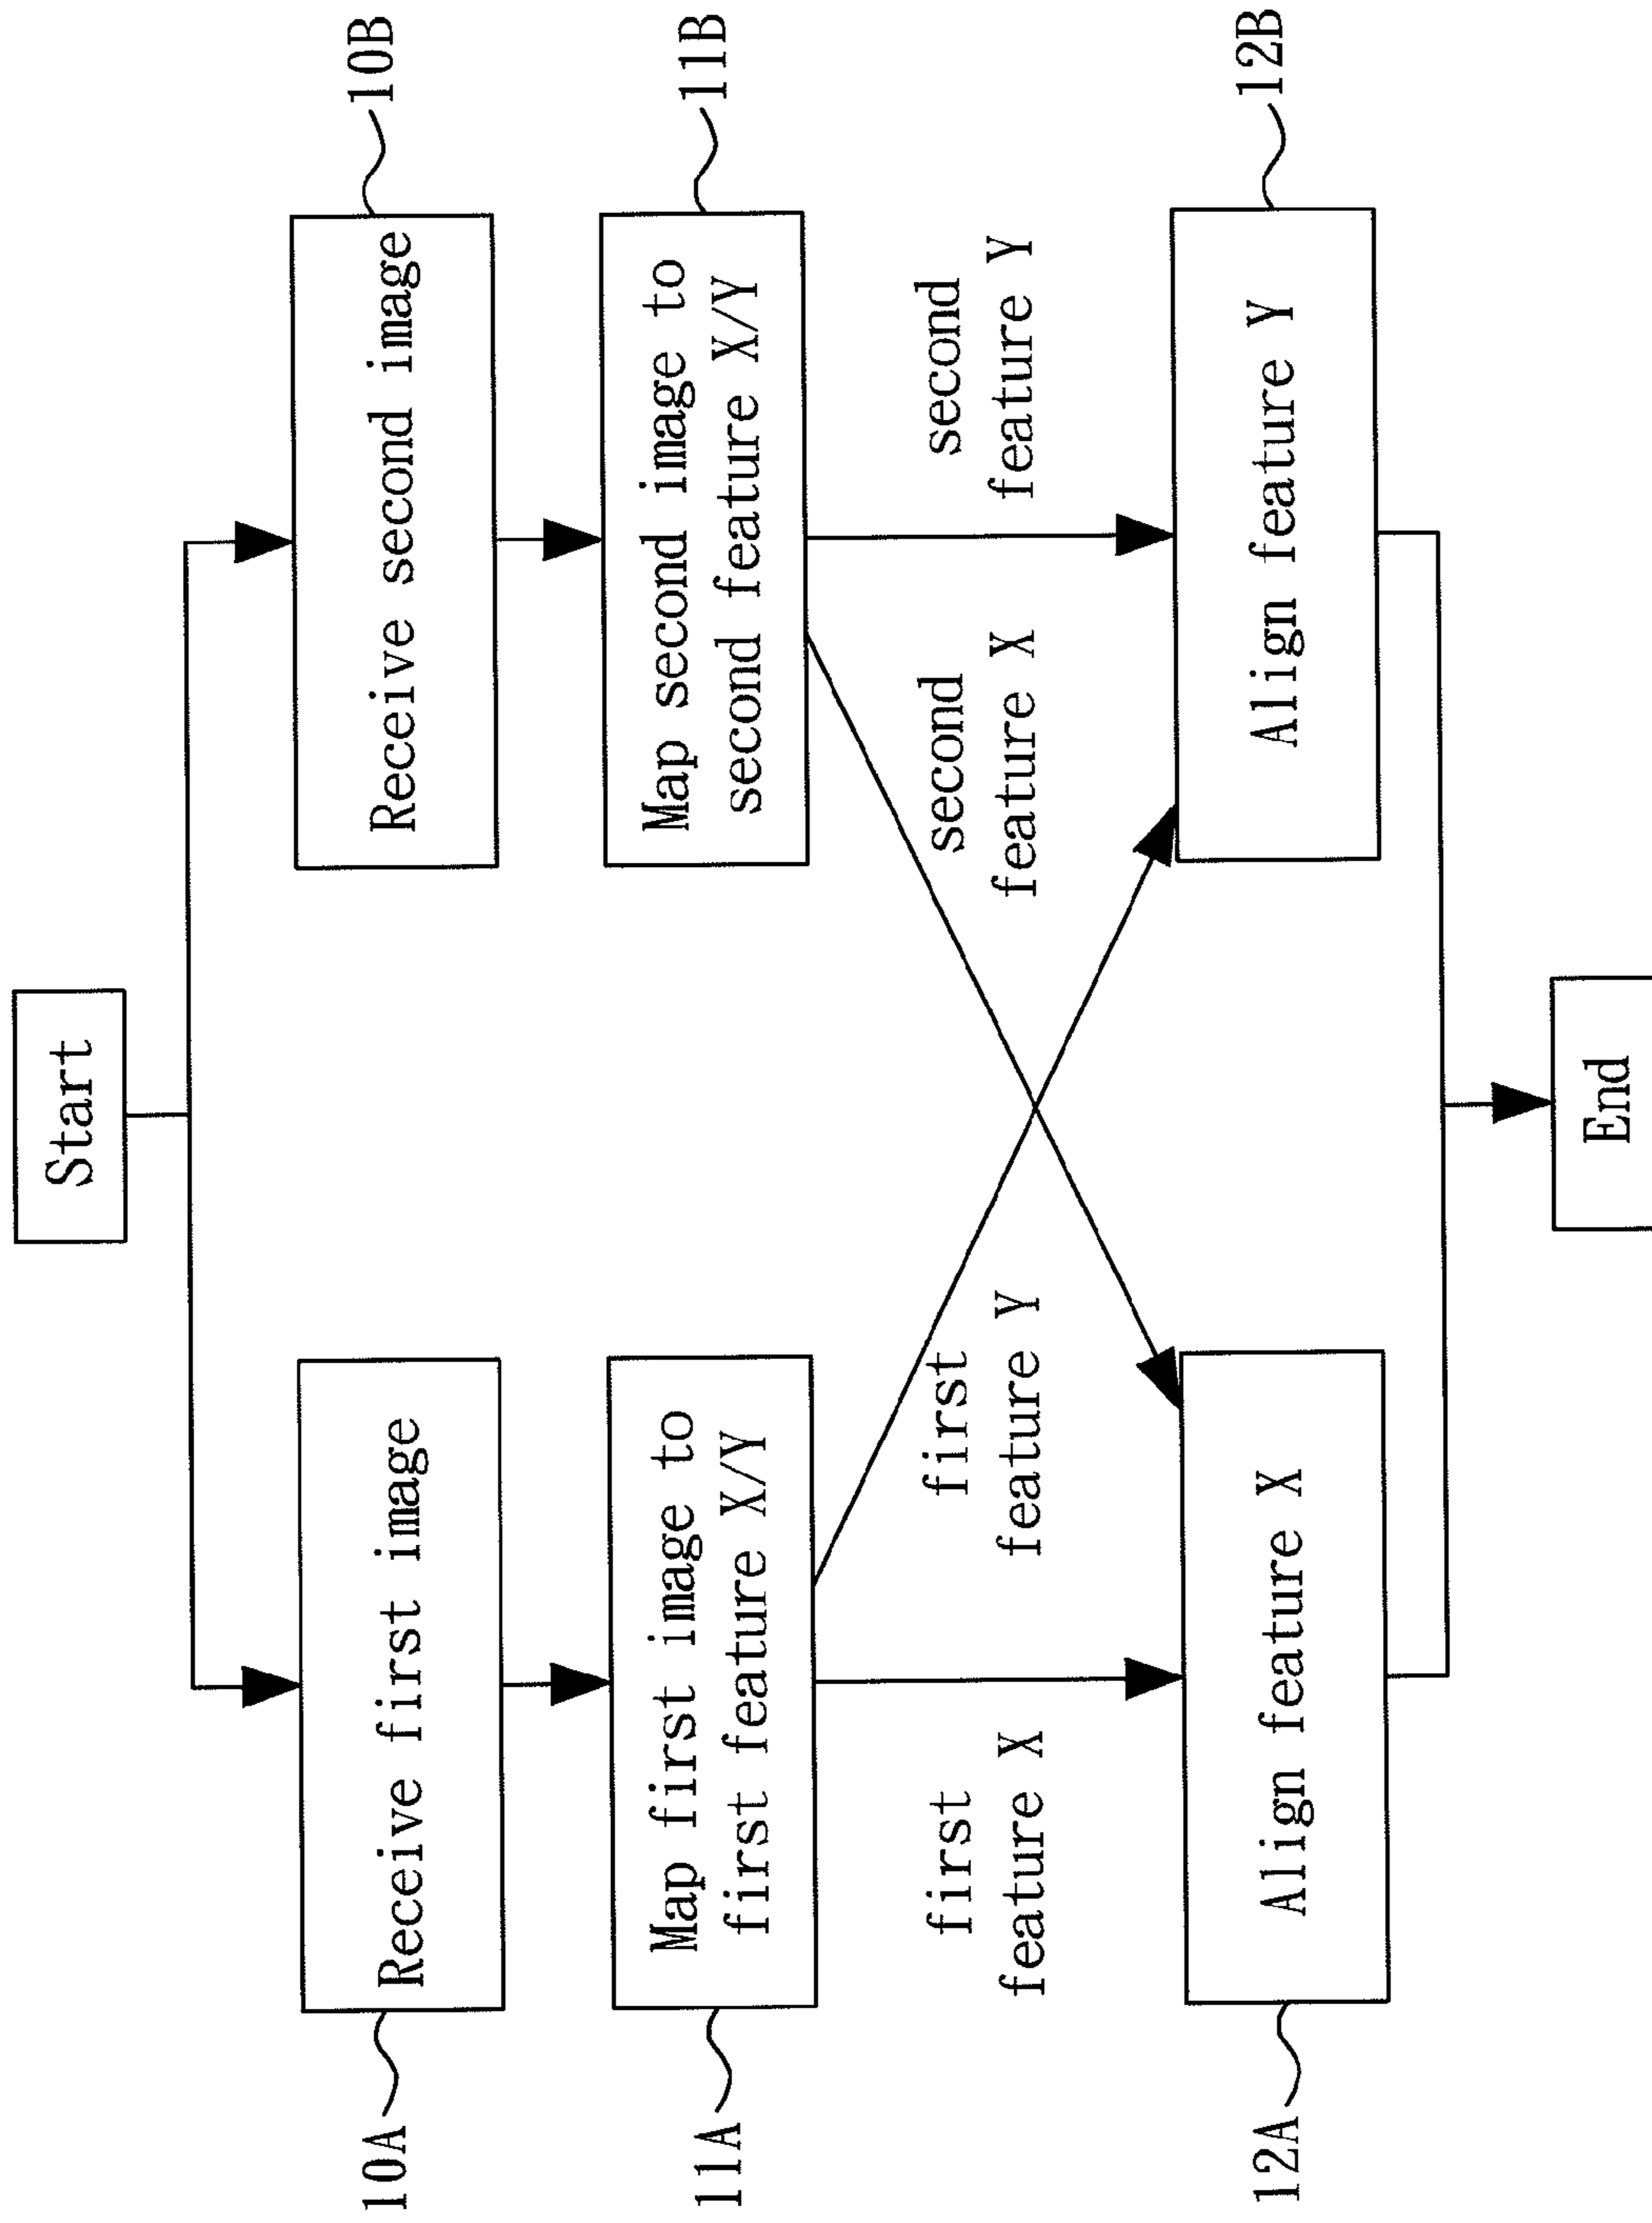 Start
10A
Receive first image
Receive second image
10B
11A
Map first image to
first feature X/Y
Map second image to
second feature X/Y
11B
first
feature X
first
feature Y
second
feature X
second
feature Y
12A
Align feature X
Align feature Y
12B
End